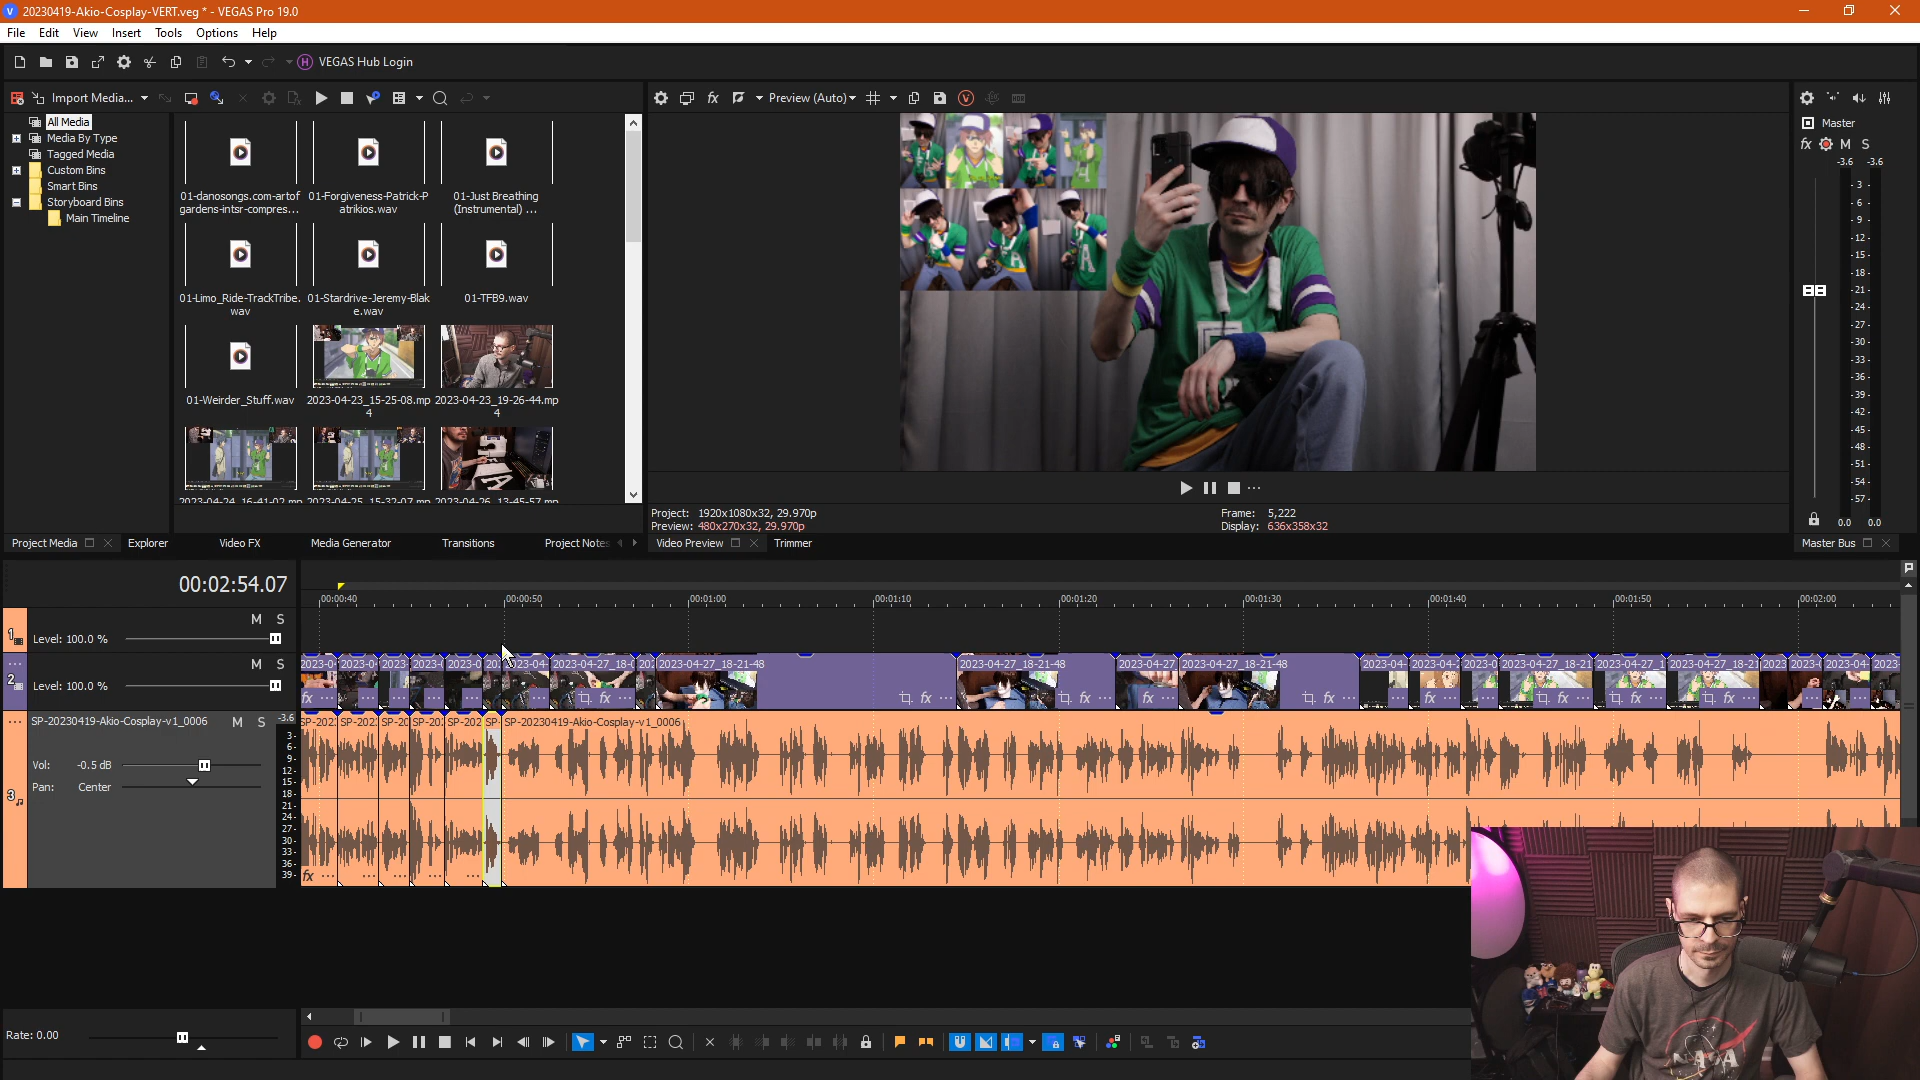 20230419-Akio-Cosplay-VERT.veg * - VEGAS Pro 19.0
File Edit View Insert Tools Options Help
VEGAS Hub Login
Import Media...
Preview (Auto)
All Media
Media By Type
Tagged Media
Custom Bins
Smart Bins
Storyboard Bins
Main Timeline
01-danosongs.com-artof
gardens-intsr-compres...
01-Forgiveness-Patrick-P
atrikios.wav
01-Just Breathing
(Instrumental) ...
01-Limo_Ride-TrackTribe.
wav
01-Stardrive-Jeremy-Blak
e.wav
01-TFB9.wav
01-Weirder_Stuff.wav
2023-04-23_15-25-08.mp
4
2023-04-23_19-26-44.mp
4
2023-04-24_16-41-02.mp
2023-04-25_15-32-07.mp
2023-04-26_13-45-57.mp
Master
fx M S
-3.6 -3.6
3
6
9
12
15
18
21
24
27
30
33
36
39
42
45
48
51
54
57
0.0 0.0
Project: 1920x1080x32, 29.970p
Preview: 480x270x32, 29.970p
Frame: 5,222
Display: 636x358x32
Project Media
Explorer
Video FX
Media Generator
Transitions
Project Notes
Video Preview
Trimmer
Master Bus
00:02:54.07
00:00:40
00:00:50
00:01:00
00:01:10
00:01:20
00:01:30
00:01:40
00:01:50
00:02:00
1
M S
Level: 100.0 %
2
M S
Level: 100.0 %
2023-04-27_18-21-48
2023-04-27_18-21-48
2023-04-27
2023-04-27_18-21-48
3
SP-20230419-Akio-Cosplay-v1_0006 M S
-3.6
Vol: -0.5 dB
Pan: Center
3
6
9
12
15
18
21
24
27
30
33
36
39
SP-20230419-Akio-Cosplay-v1_0006
fx
Rate: 0.00
NASA